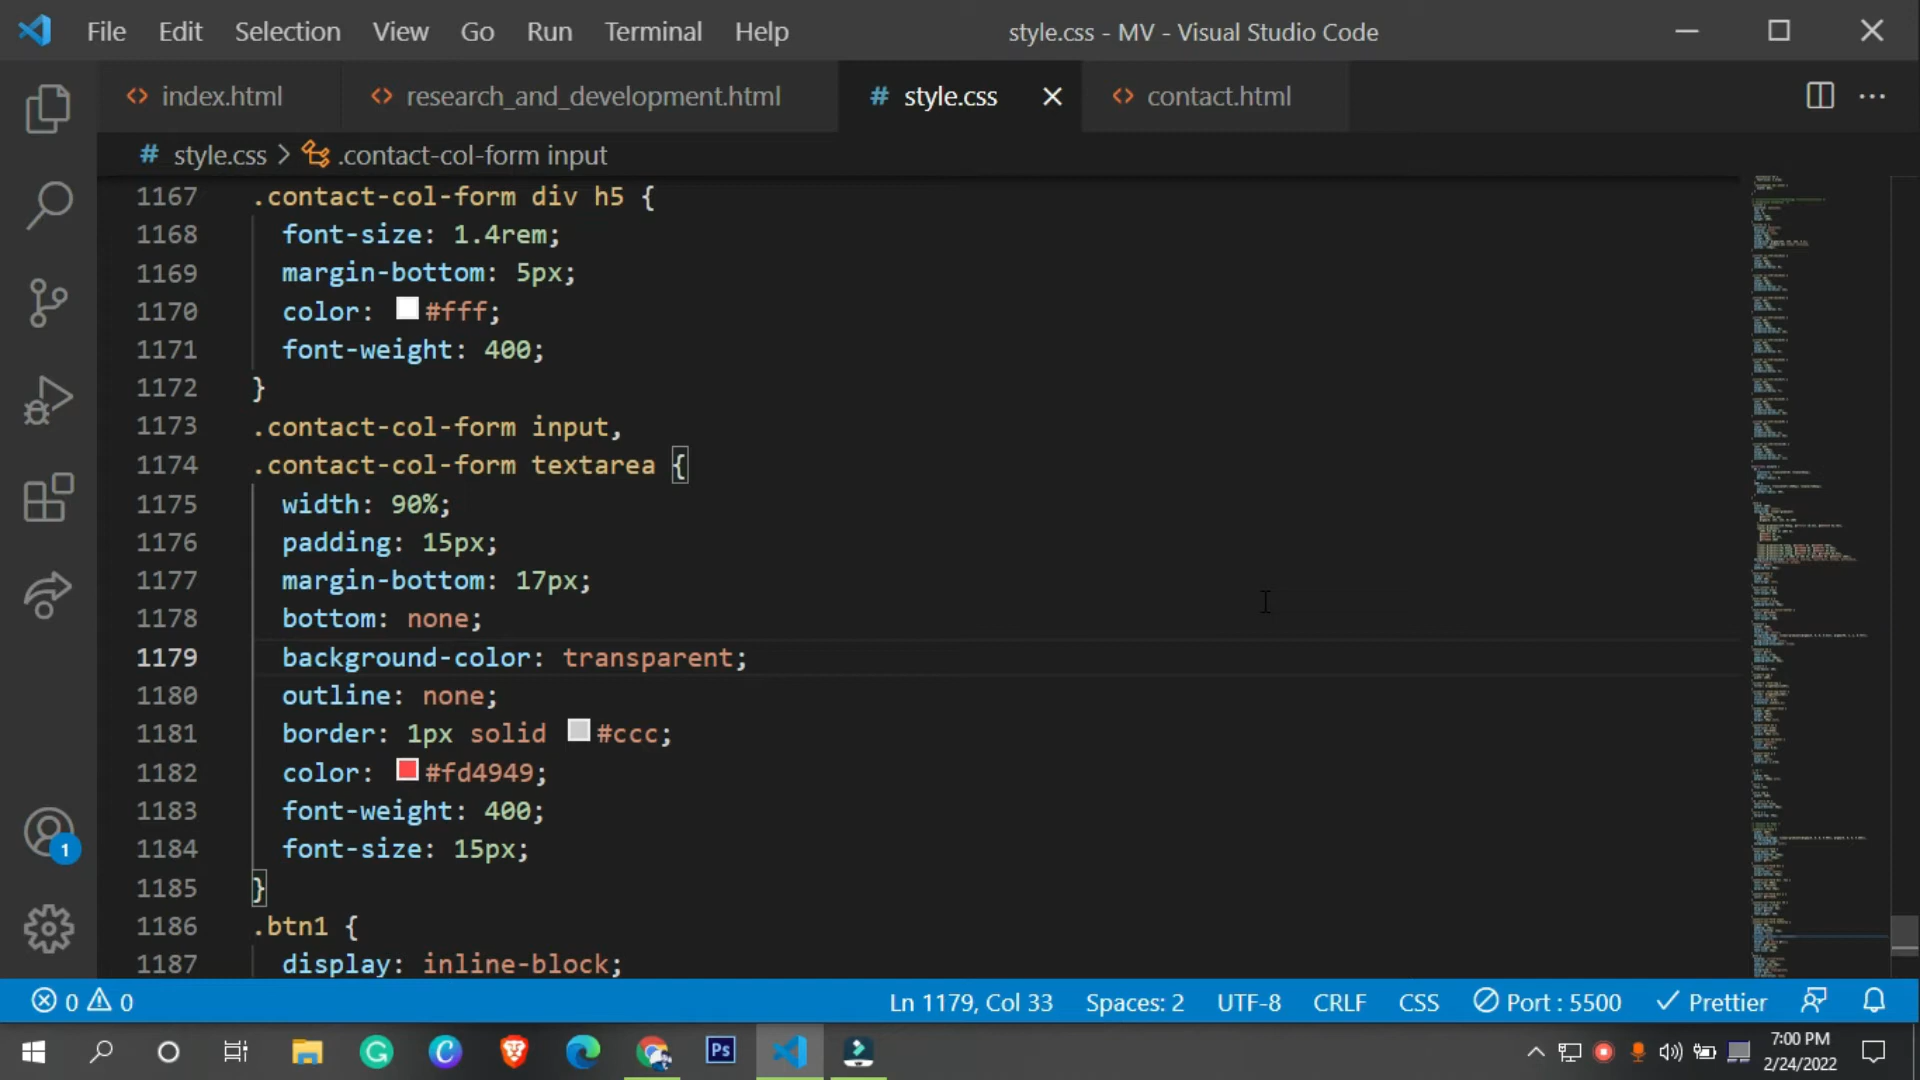 File Edit Selection View Go Run Terminal Help style.css - MV - Visual Studio Code
<> index.html <> research_and_development.html # style.css <> contact.html
# style.css > .contact-col-form input
1167 .contact-col-form div h5 {
1168 font-size: 1.4rem;
1169 margin-bottom: 5px;
1170 color: #fff;
1171 font-weight: 400;
1172 }
1173 .contact-col-form input,
1174 .contact-col-form textarea {
1175 width: 90%;
1176 padding: 15px;
1177 margin-bottom: 17px;
1178 bottom: none;
1179 background-color: transparent;
1180 outline: none;
1181 border: 1px solid #ccc;
1182 color: #fd4949;
1183 font-weight: 400;
1184 font-size: 15px;
1185 }
1186 .btn1 {
1187 display: inline-block;
1
0 0 Ln 1179, Col 33 Spaces: 2 UTF-8 CRLF CSS Port : 5500 Prettier
Ps
7:00 PM
2/24/2022